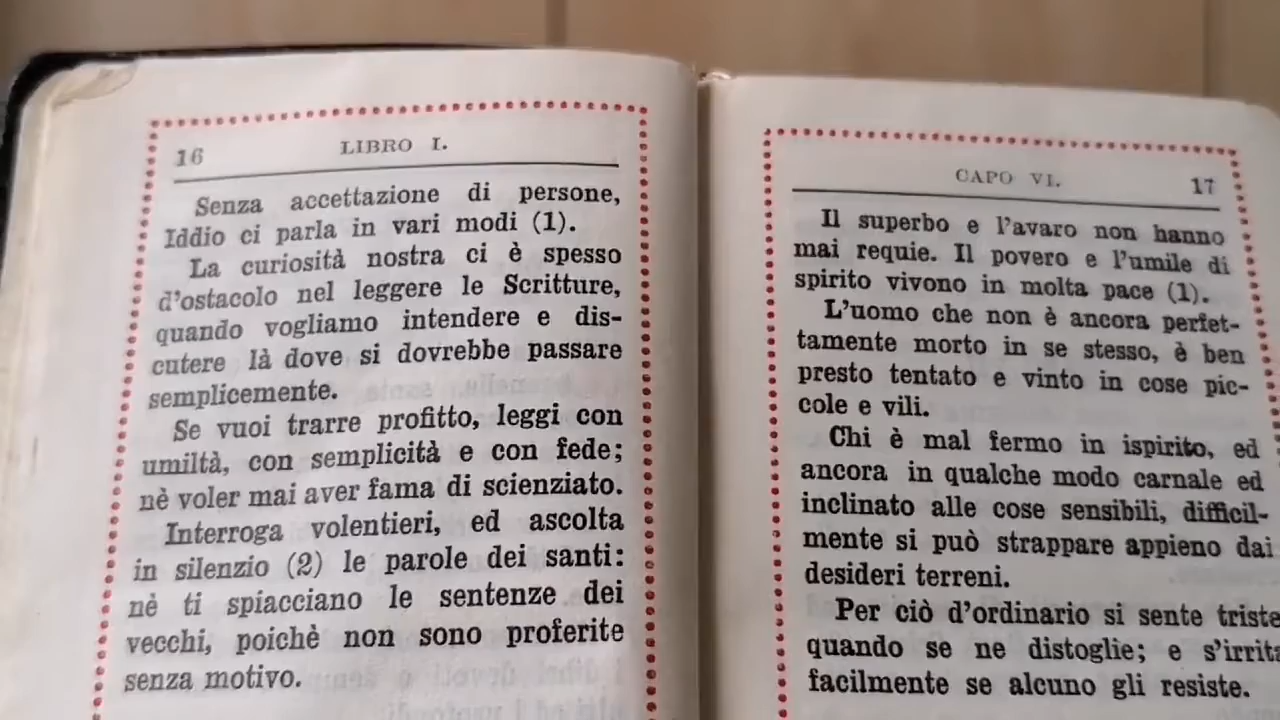 16 LIBRO I.
Senza accettazione di persone,
Iddio ci parla in vari modi (1).
La curiosità nostra ci è spesso
d'ostacolo nel leggere le Scritture,
quando vogliamo intendere e dis-
cutere là dove si dovrebbe passare
semplicemente.
Se vuoi trarre profitto, leggi con
umiltà, con semplicità e con fede;
nè voler mai aver fama di scienziato.
Interroga volentieri, ed ascolta
in silenzio (2) le parole dei santi:
nè ti spiacciano le sentenze dei
vecchi, poichè non sono proferite
senza motivo.
CAPO VI. 17
Il superbo e l'avaro non hanno
mai requie. Il povero e l'umile di
spirito vivono in molta pace (1).
L'uomo che non è ancora perfet-
tamente morto in se stesso, è ben
presto tentato e vinto in cose pic-
cole e vili.
Chi è mal fermo in ispirito, ed
ancora in qualche modo carnale ed
inclinato alle cose sensibili, difficil-
mente si può strappare appieno dai
desideri terreni.
Per ciò d'ordinario si sente triste
quando se ne distoglie; e s'irrita
facilmente se alcuno gli resiste.